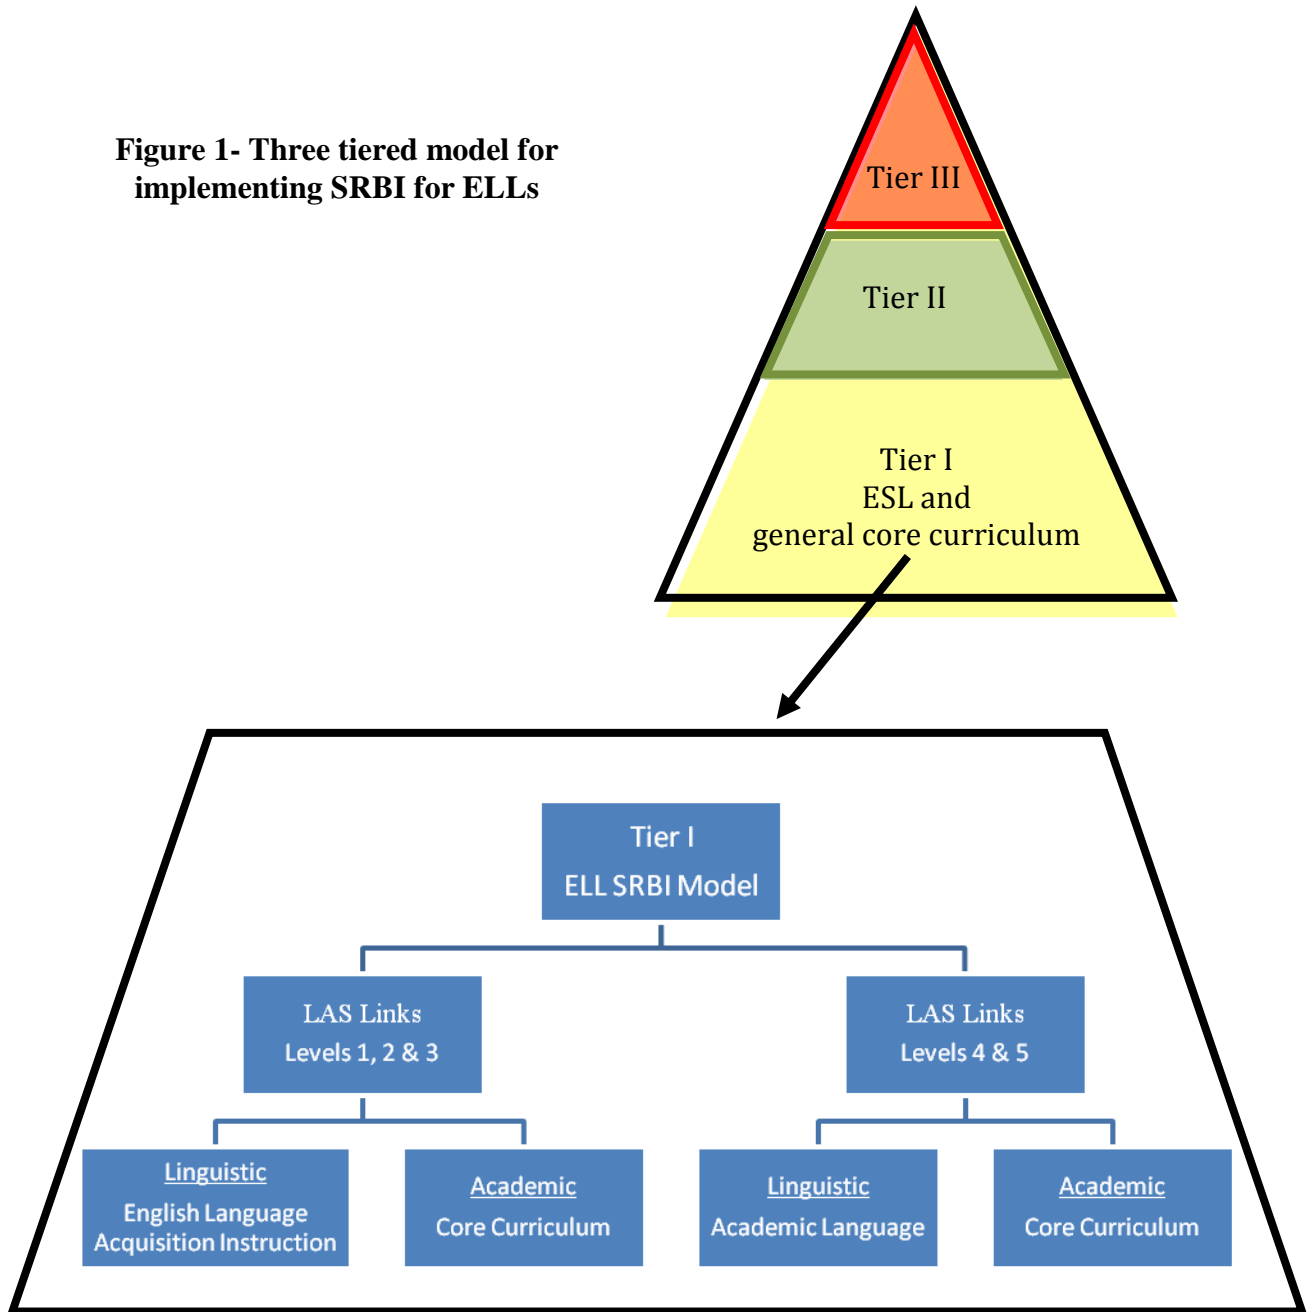 Figure 1- Three tiered model for
implementing SRBI for ELLs
Tier III
Tier II
Tier I
ESL and
general core curriculum
Tier I
ELL SRBI Model
LAS Links
Levels 1, 2 & 3
LAS Links
Levels 4 & 5
Linguistic
English Language
Acquisition Instruction
Academic
Core Curriculum
Linguistic
Academic Language
Academic
Core Curriculum